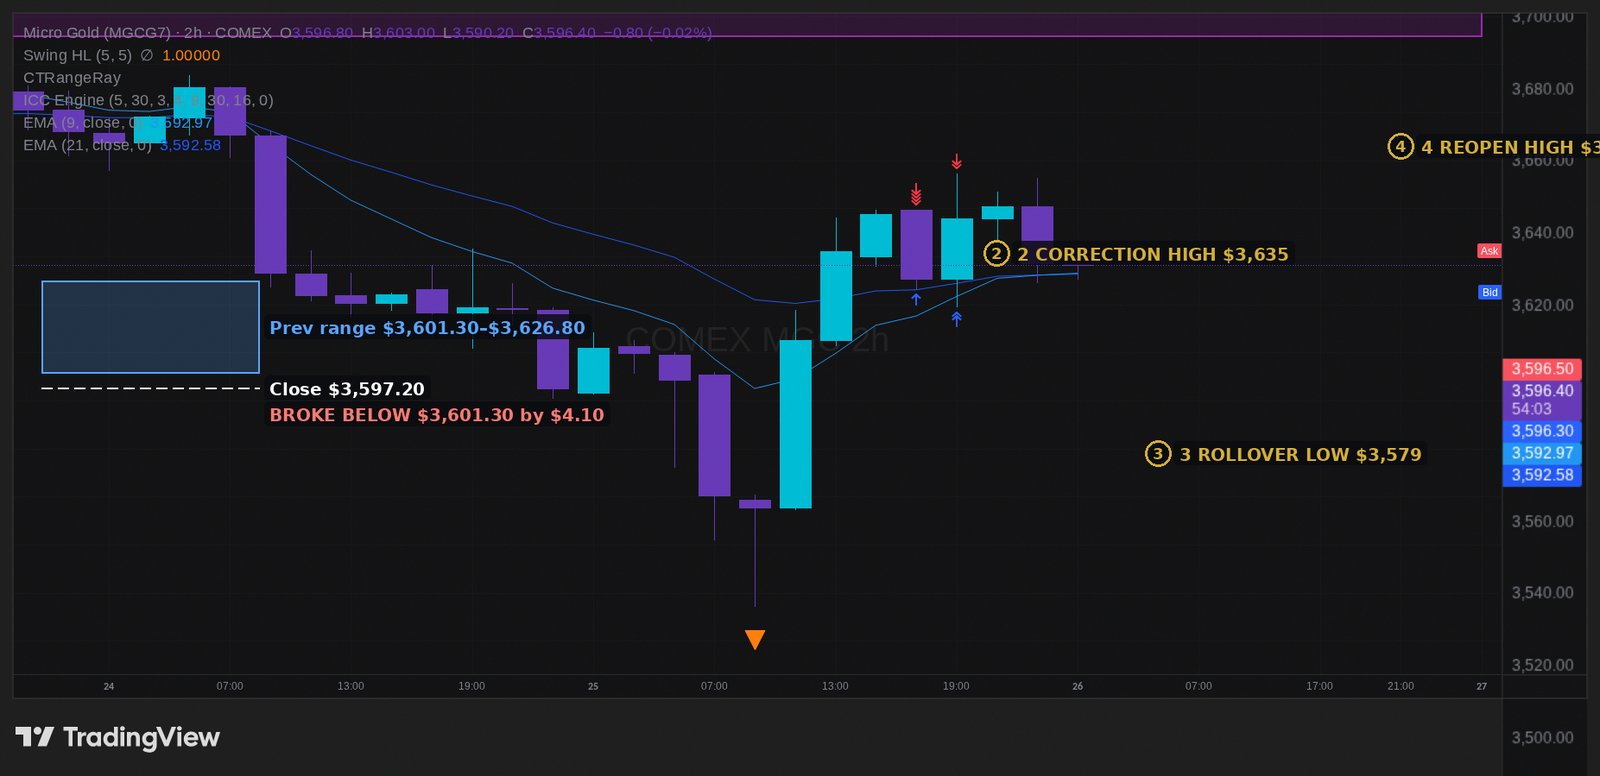 3,700.00
Micro Gold (MGCG7) · 2h · COMEX O3,596.80 H3,603.00 L3,590.20 C3,596.40 −0.80 (−0.02%)
Swing HL (5, 5) ∅ 1.00000
CTRangeRay
3,680.00
EMA (9, close, 0) 3,592.97
EMA (21, close, 0) 3,592.58
4 4 REOPEN HIGH $3
3,660.00
3,640.00
2 2 CORRECTION HIGH $3,635
Ask
Bid
3,620.00
Prev range $3,601.30–$3,626.80
COMEX MGC 2h
3,596.50
Close $3,597.20
3,596.40
54:03
BROKE BELOW $3,601.30 by $4.10
3,596.30
3 3 ROLLOVER LOW $3,579
3,592.97
3,592.58
3,560.00
3,540.00
3,520.00
24 07:00 13:00 19:00 25 07:00 13:00 19:00 26 07:00 17:00 21:00 27
TradingView
3,500.00